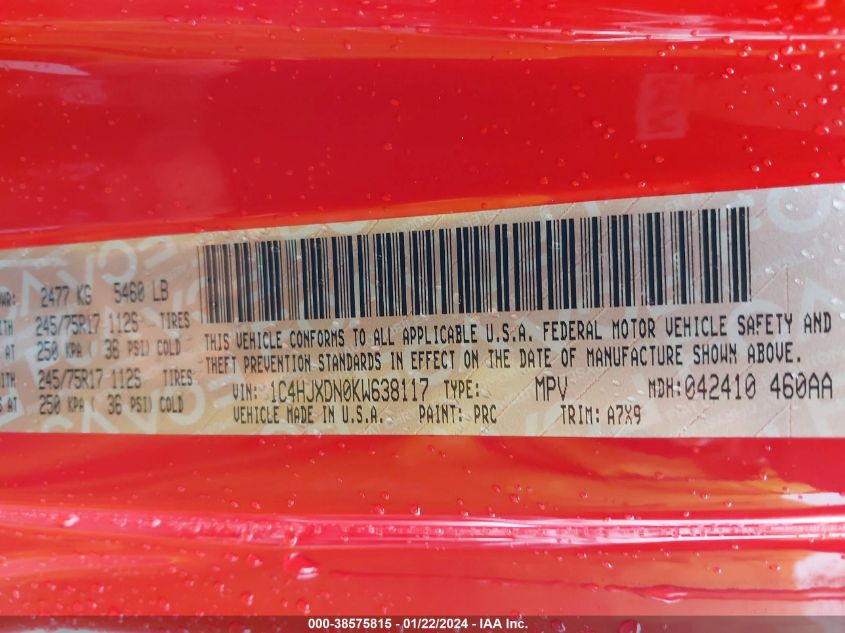 WR: 2477 KG 5460 LB
ITH 245/75R17 112S TIRES
AT 250 KPA ( 36 PSI) COLD
ITH 245/75R17 112S TIRES
S AT 250 KPA ( 36 PSI) COLD
THIS VEHICLE CONFORMS TO ALL APPLICABLE U.S.A. FEDERAL MOTOR VEHICLE SAFETY AND
THEFT PREVENTION STANDARDS IN EFFECT ON THE DATE OF MANUFACTURE SHOWN ABOVE.
VIN: 1C4HJXDN0KW638117 TYPE: MPV MDH: 042410 460AA
VEHICLE MADE IN U.S.A. PAINT: PRC TRIM: A7X9
000-38575815 - 01/22/2024 - IAA Inc.